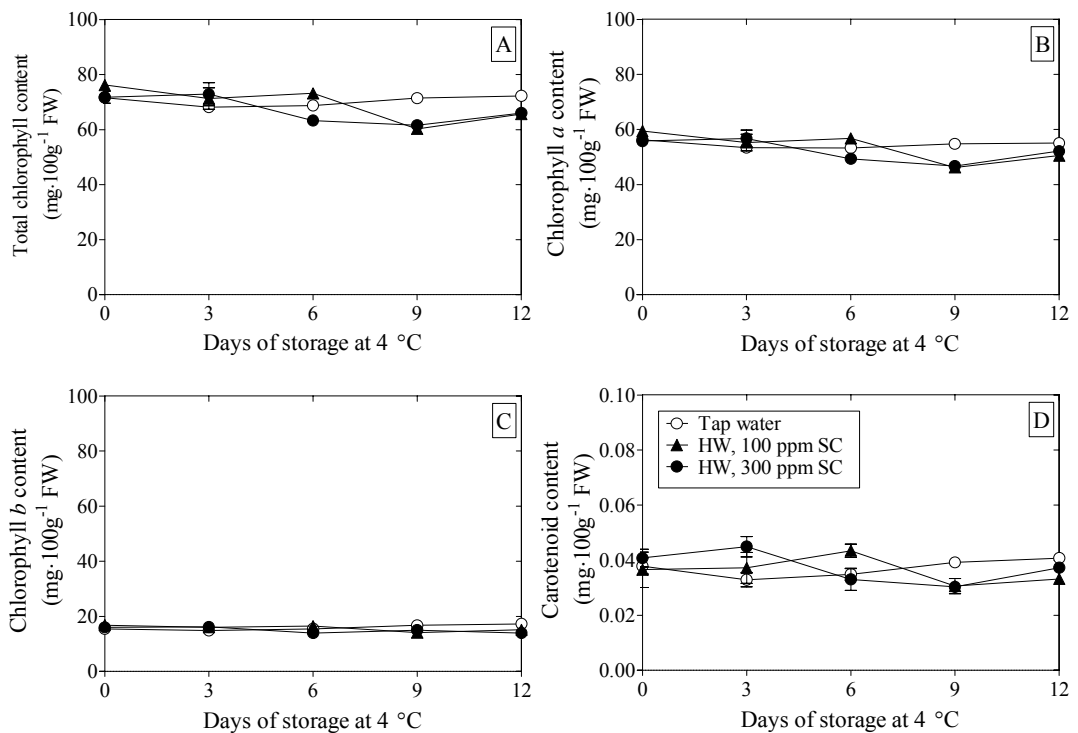 100
80
60
40
20
0
Total chlorophyll content
(mg·100g-1 FW)
A
0 3 6 9 12
Days of storage at 4 °C
100
80
60
40
20
0
Chlorophyll a content
(mg·100g-1 FW)
B
0 3 6 9 12
Days of storage at 4 °C
100
80
60
40
20
0
Chlorophyll b content
(mg·100g-1 FW)
C
0 3 6 9 12
Days of storage at 4 °C
0.10
0.08
0.06
0.04
0.02
0.00
Carotenoid content
(mg·100g-1 FW)
D
Tap water
HW, 100 ppm SC
HW, 300 ppm SC
0 3 6 9 12
Days of storage at 4 °C